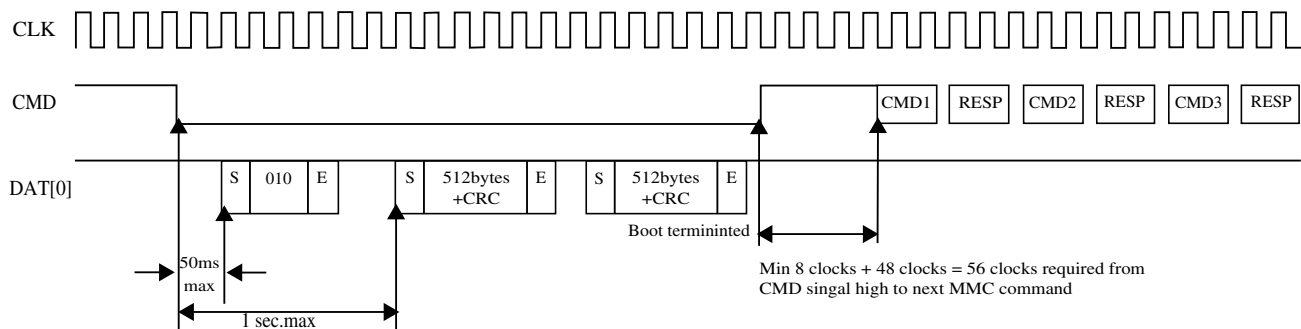 CLK
CMD
CMD1 RESP CMD2 RESP CMD3 RESP
DAT[0]
S 010 E S 512bytes +CRC E S 512bytes +CRC E
Boot termininted
50ms
max
1 sec.max
Min 8 clocks + 48 clocks = 56 clocks required from
CMD singal high to next MMC command